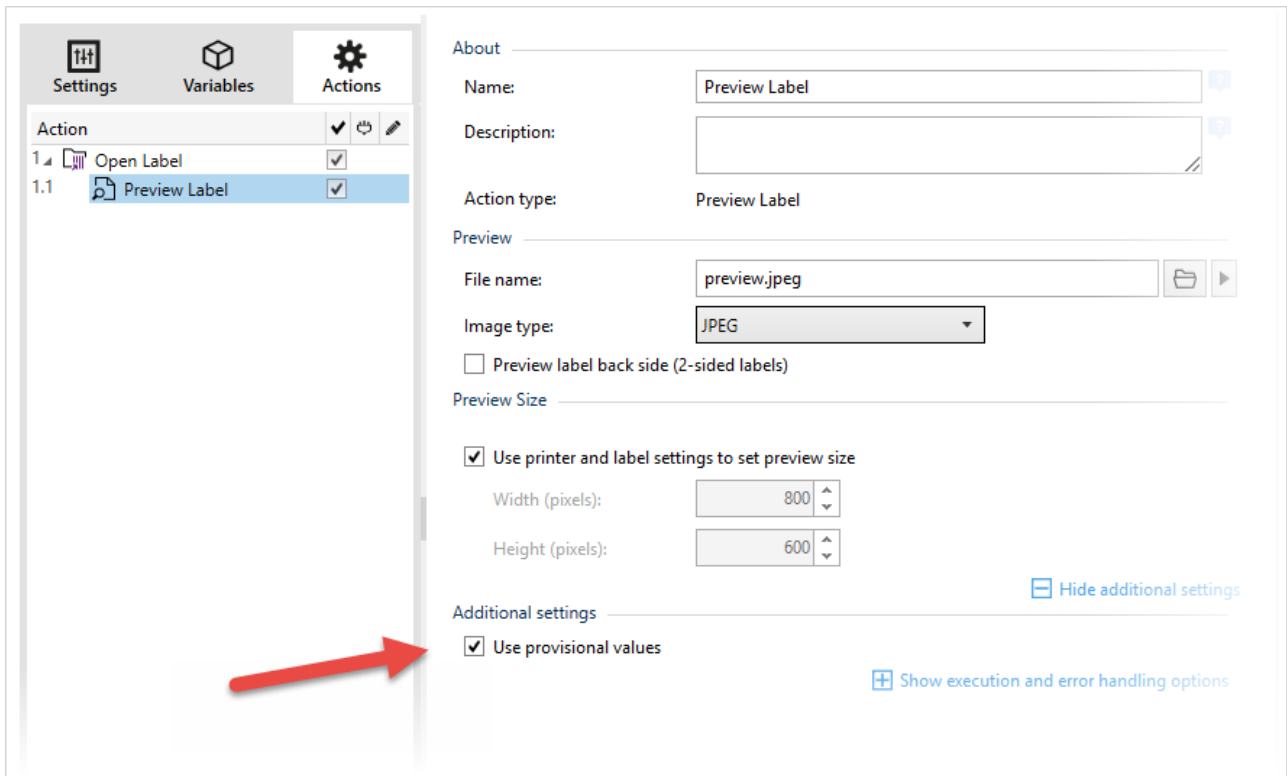 Settings Variables Actions
Action
1 Open Label
1.1 Preview Label
About
Name: Preview Label
Description:
Action type: Preview Label
Preview
File name: preview.jpeg
Image type: JPEG
Preview label back side (2-sided labels)
Preview Size
Use printer and label settings to set preview size
Width (pixels): 800
Height (pixels): 600
Hide additional settings
Additional settings
Use provisional values
Show execution and error handling options